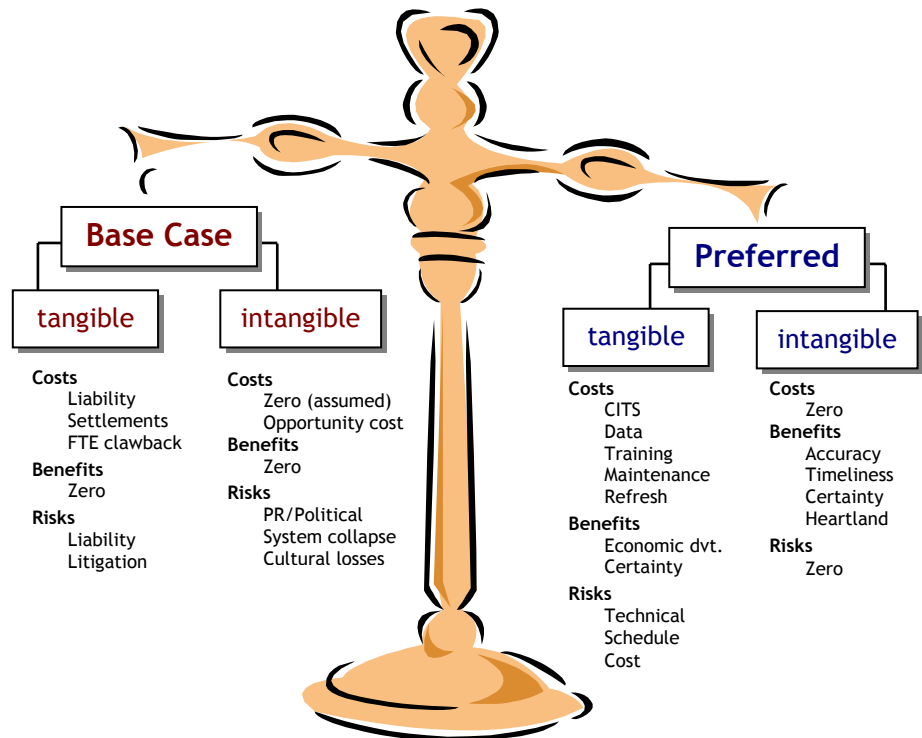 Base Case
tangible
Costs
Liability
Settlements
FTE clawback
Benefits
Zero
Risks
Liability
Litigation
intangible
Costs
Zero (assumed)
Opportunity cost
Benefits
Zero
Risks
PR/Political
System collapse
Cultural losses
Preferred
tangible
Costs
CITS
Data
Training
Maintenance
Refresh
Benefits
Economic dvt.
Certainty
Risks
Technical
Schedule
Cost
intangible
Costs
Zero
Benefits
Accuracy
Timeliness
Certainty
Heartland
Risks
Zero